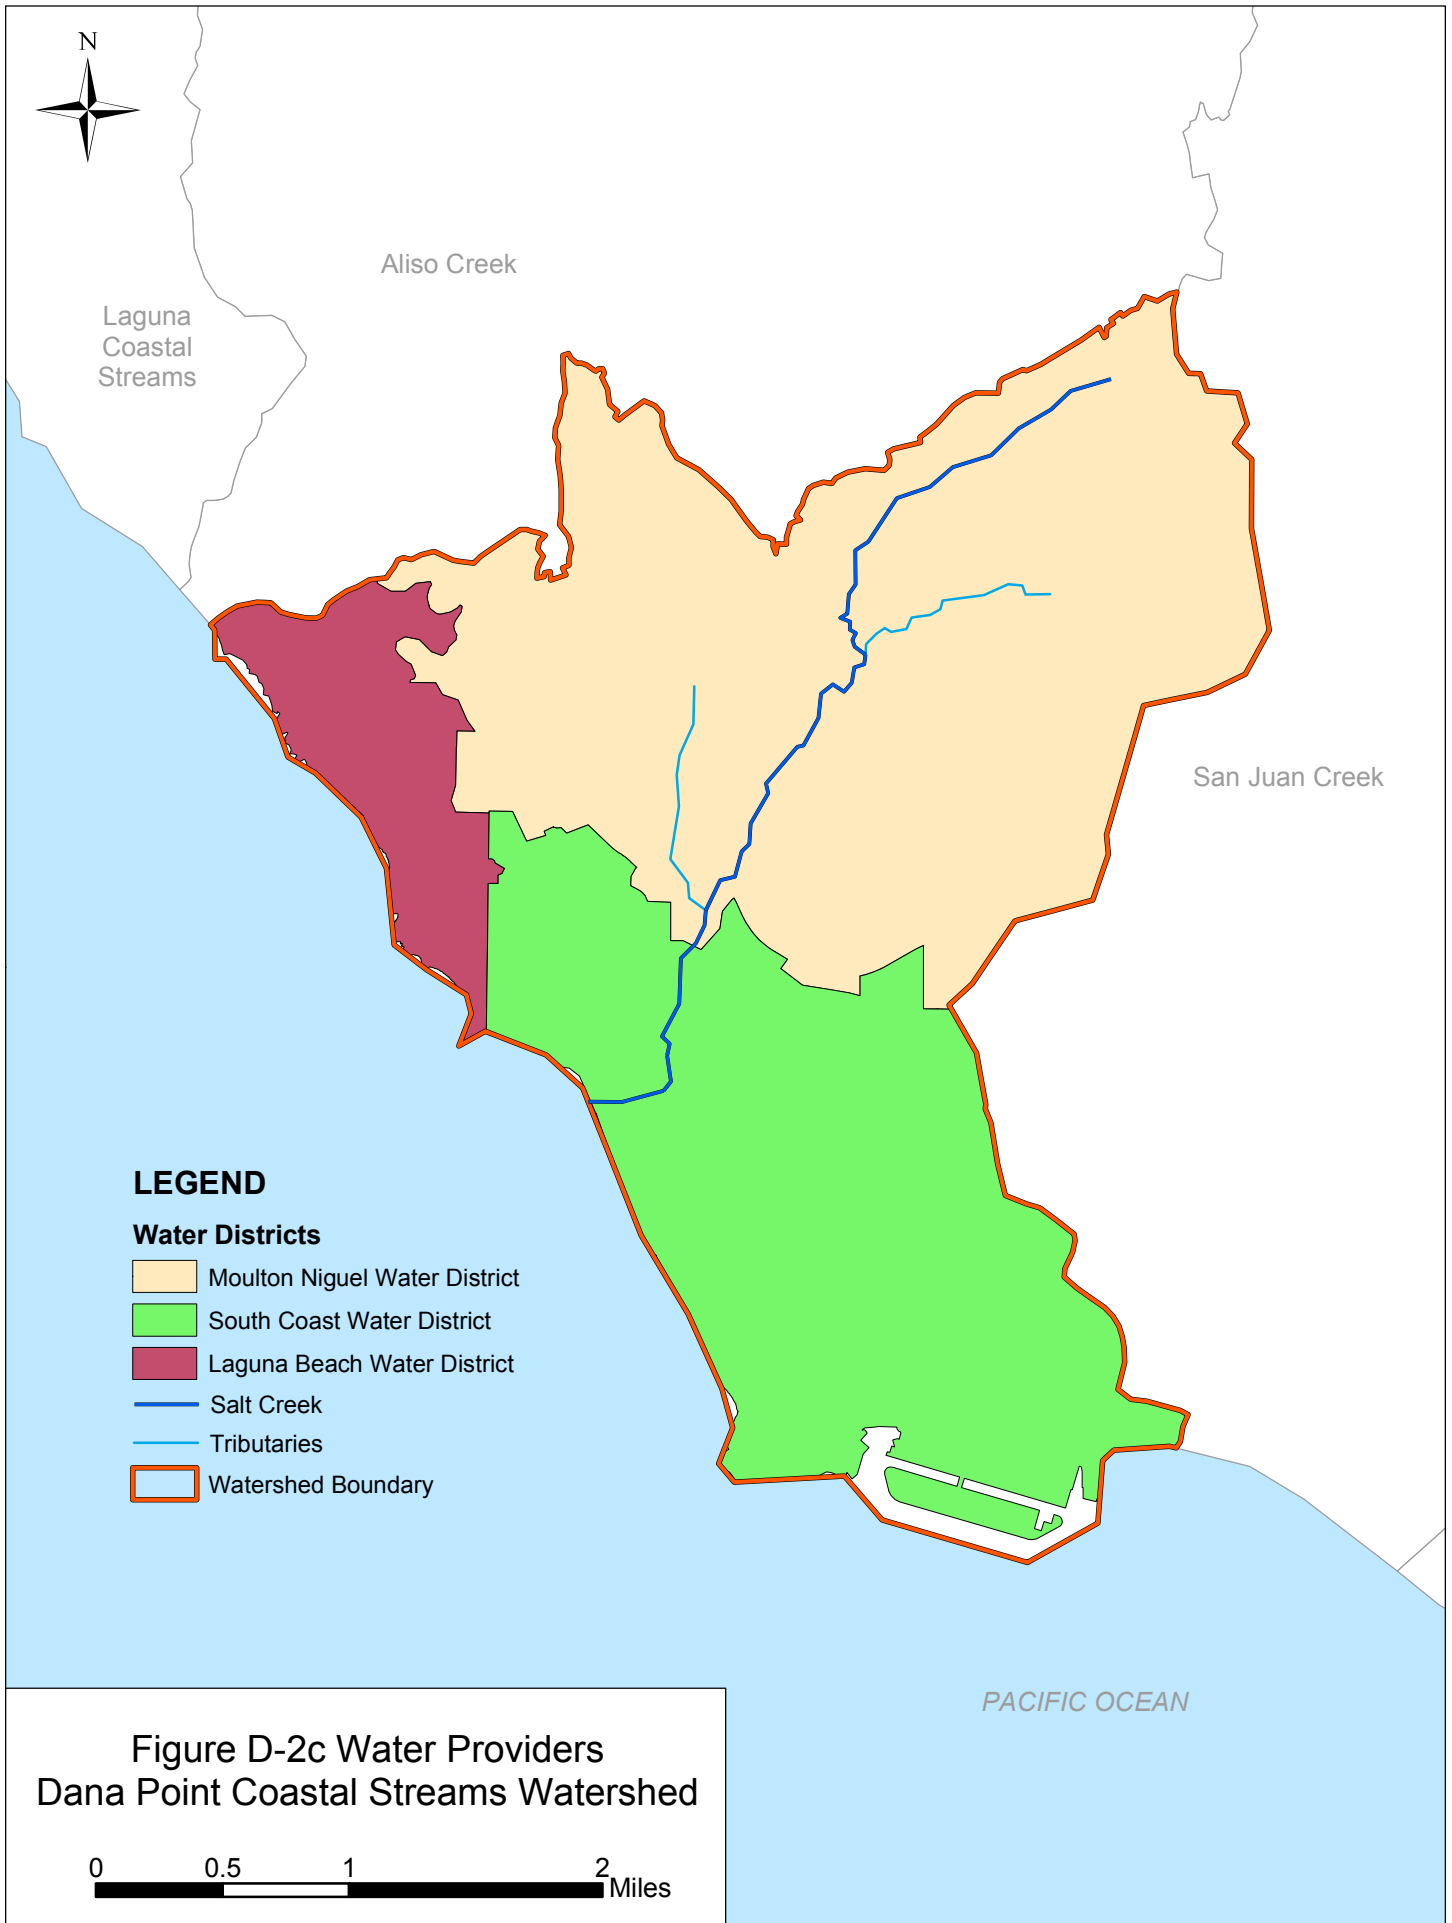 N
Aliso Creek
Laguna
Coastal
Streams
San Juan Creek
LEGEND
Water Districts
Moulton Niguel Water District
South Coast Water District
Laguna Beach Water District
Salt Creek
Tributaries
Watershed Boundary
PACIFIC OCEAN
Figure D-2c Water Providers
Dana Point Coastal Streams Watershed
0 0.5 1 2
Miles